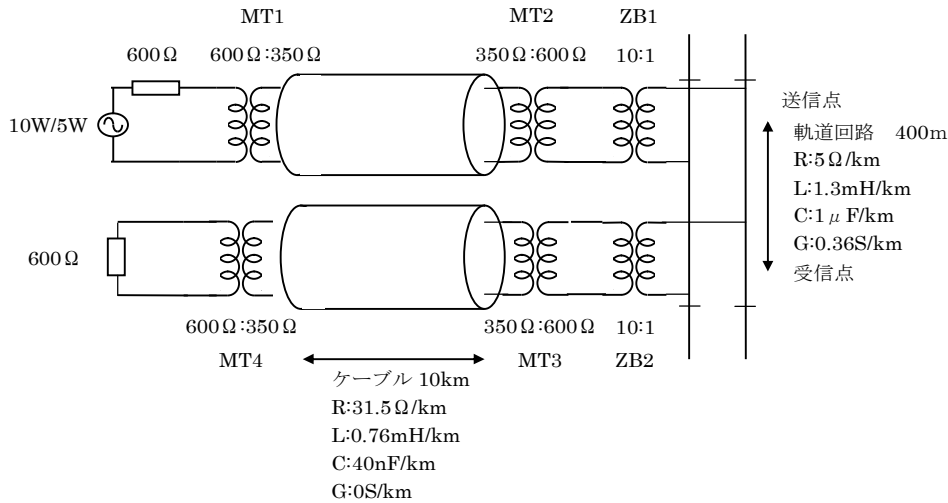 MT1
MT2
ZB1
600Ω
600Ω:350Ω
350Ω:600Ω
10:1
10W/5W
送信点
軌道回路　400m
R:5Ω/km
L:1.3mH/km
C:1μF/km
G:0.36S/km
受信点
600Ω
600Ω:350Ω
350Ω:600Ω
10:1
MT4
MT3
ZB2
ケーブル 10km
R:31.5Ω/km
L:0.76mH/km
C:40nF/km
G:0S/km